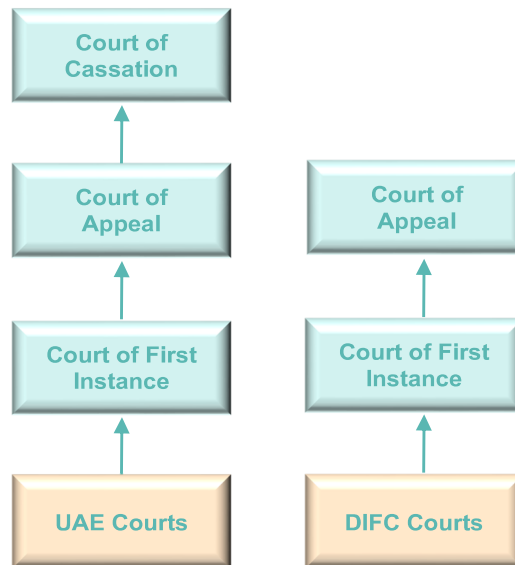 Court of
Cassation
Court of
Appeal
Court of First
Instance
UAE Courts
Court of
Appeal
Court of First
Instance
DIFC Courts